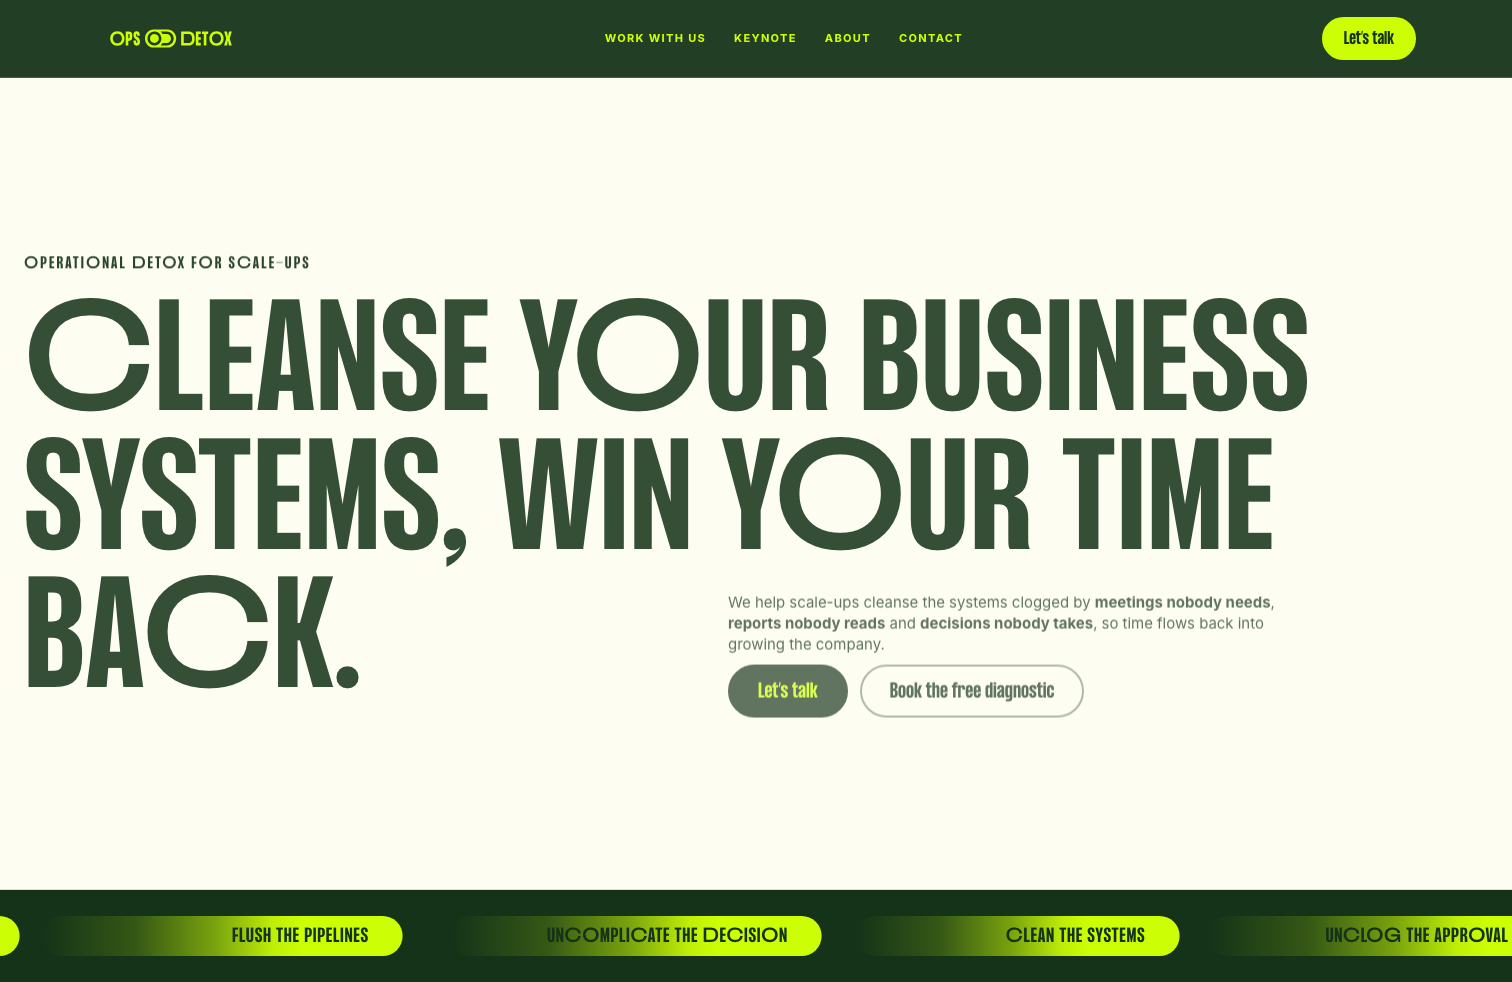 OPS DETOX
WORK WITH US KEYNOTE ABOUT CONTACT
Let's talk
OPERATIONAL DETOX FOR SCALE-UPS
CLEANSE YOUR BUSINESS
SYSTEMS, WIN YOUR TIME
BACK.
We help scale-ups cleanse the systems clogged by meetings nobody needs,
reports nobody reads and decisions nobody takes, so time flows back into
growing the company.
Let's talk
Book the free diagnostic
FLUSH THE PIPELINES
UNCOMPLICATE THE DECISION
CLEAN THE SYSTEMS
UNCLOG THE APPROVAL